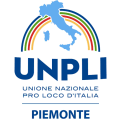 UNPLI
UNIONE NAZIONALE
PRO LOCO D'ITALIA
PIEMONTE